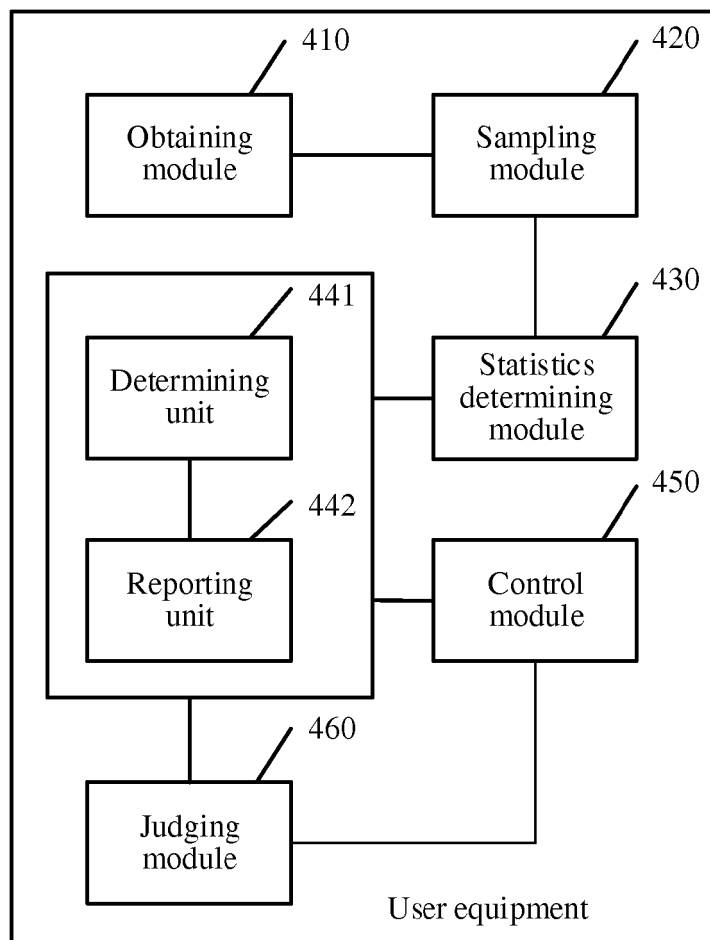 410
420
Obtaining
module
Sampling
module
441
430
Determining
unit
Statistics
determining
module
442
450
Reporting
unit
Control
module
460
Judging
module
User equipment